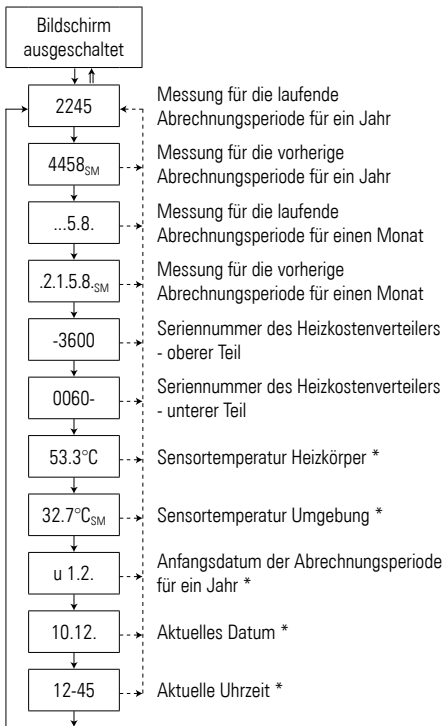 Bildschirm
ausgeschaltet
2245
Messung für die laufende
Abrechnungsperiode für ein Jahr
4458SM
Messung für die vorherige
Abrechnungsperiode für ein Jahr
...5.8.
Messung für die laufende
Abrechnungsperiode für einen Monat
.2.1.5.8.SM
Messung für die vorherige
Abrechnungsperiode für einen Monat
-3600
Seriennummer des Heizkostenverteilers
- oberer Teil
0060-
Seriennummer des Heizkostenverteilers
- unterer Teil
53.3°C
Sensortemperatur Heizkörper *
32.7°CSM
Sensortemperatur Umgebung *
u 1.2.
Anfangsdatum der Abrechnungsperiode
für ein Jahr *
10.12.
Aktuelles Datum *
12-45
Aktuelle Uhrzeit *